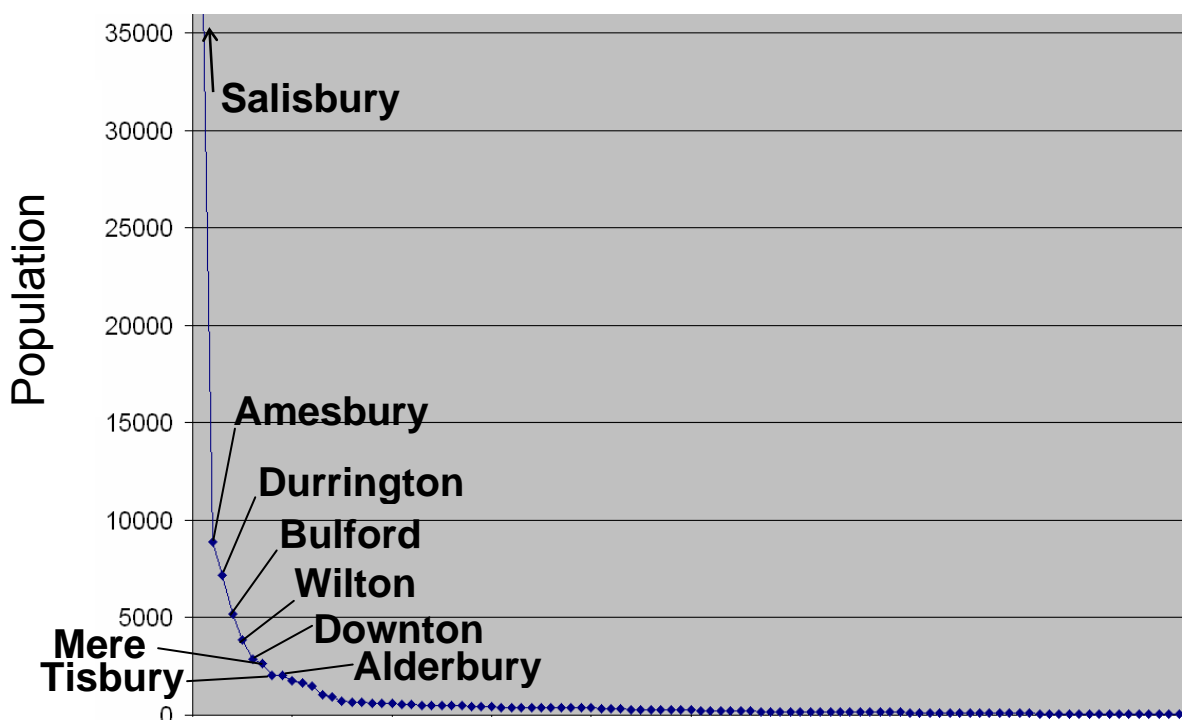 35000
Salisbury
30000
25000
Population
20000
15000
Amesbury
Durrington
10000
Bulford
Wilton
5000
Downton
Mere
Alderbury
Tisbury
0